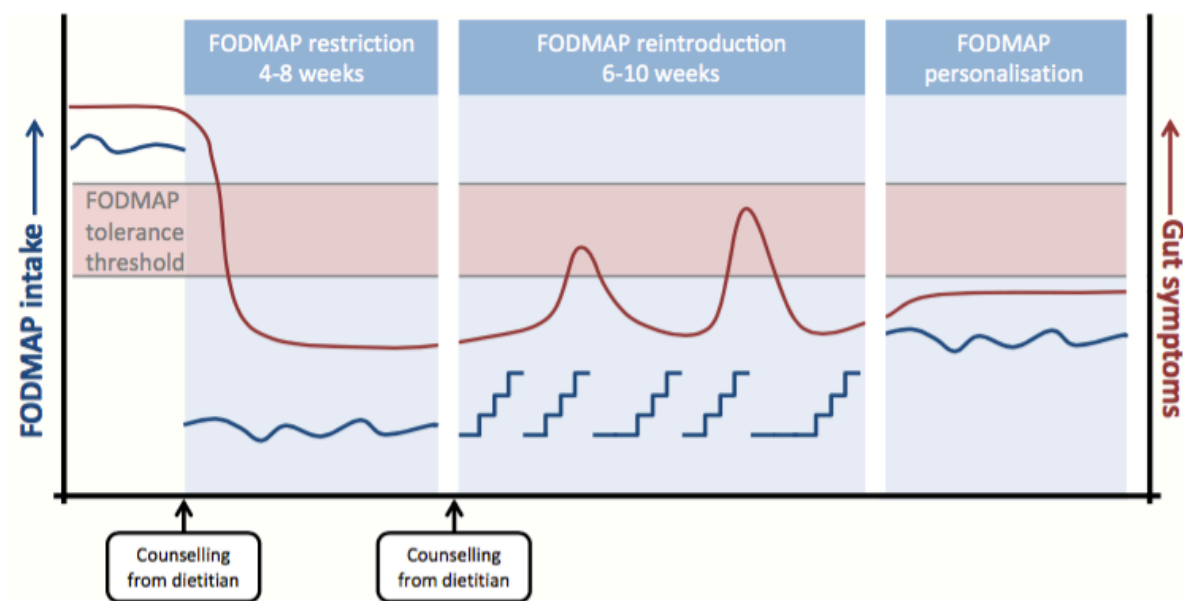 FODMAP restriction
4-8 weeks
FODMAP reintroduction
6-10 weeks
FODMAP
personalisation
FODMAP intake
FODMAP
tolerance
threshold
Gut symptoms
Counselling
from dietitian
Counselling
from dietitian